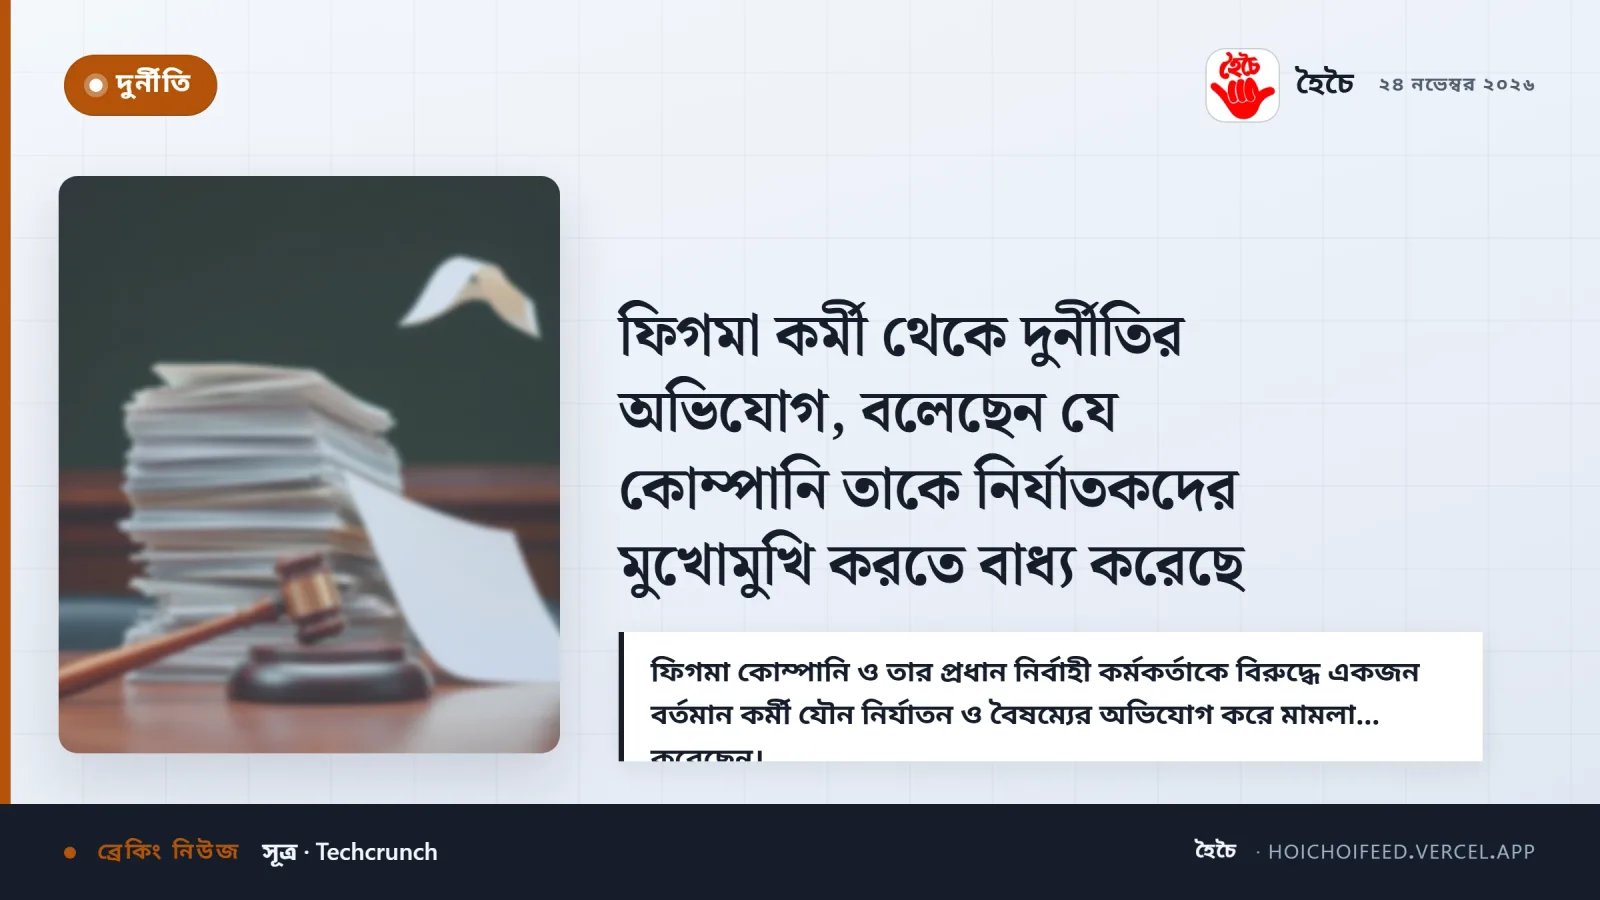 দুর্নীতি
হৈচৈ
হৈচৈ
২৪ নভেম্বর ২০২৬
ফিগমা কর্মী থেকে দুর্নীতির
অভিযোগ, বলেছেন যে
কোম্পানি তাকে নির্যাতকদের
মুখোমুখি করতে বাধ্য করেছে
ফিগমা কোম্পানি ও তার প্রধান নির্বাহী কর্মকর্তাকে বিরুদ্ধে একজন
বর্তমান কর্মী যৌন নির্যাতন ও বৈষম্যের অভিযোগ করে মামলা...
করেছেন।
ব্রেকিং নিউজ সূত্র · Techcrunch
হৈচৈ · HOICHOIFEED.VERCEL.APP